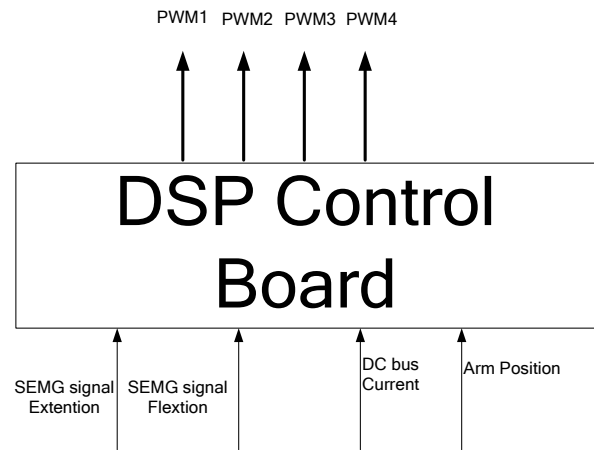 PWM1 PWM2 PWM3 PWM4
DSP Control
Board
SEMG signal
Extention
SEMG signal
Flextion
DC bus
Current
Arm Position